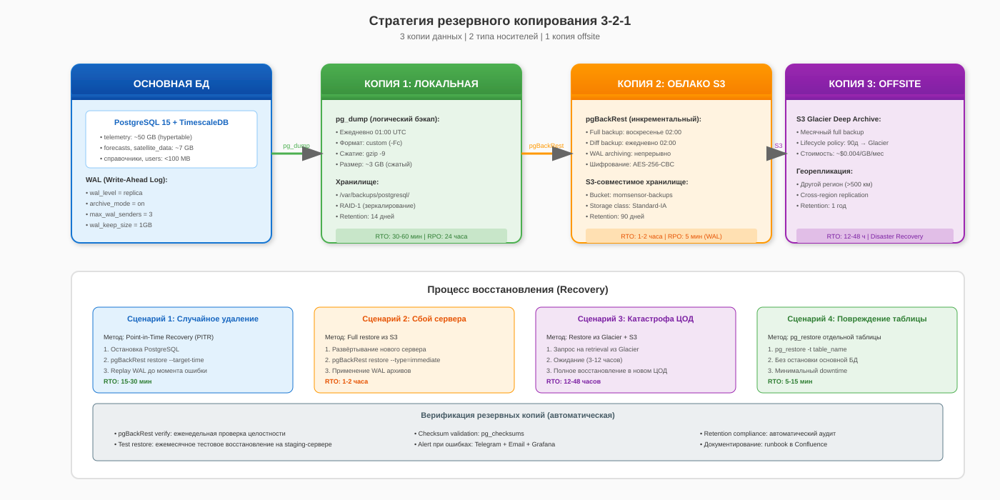 Стратегия резервного копирования 3-2-1
3 копии данных | 2 типа носителей | 1 копия offsite
ОСНОВНАЯ БД
PostgreSQL 15 + TimescaleDB
• telemetry: ~50 GB (hypertable)
• forecasts, satellite_data: ~7 GB
• справочники, users: <100 MB
WAL (Write-Ahead Log):
• wal_level = replica
• archive_mode = on
• max_wal_senders = 3
• wal_keep_size = 1GB
pg_dump
КОПИЯ 1: ЛОКАЛЬНАЯ
pg_dump (логический бэкап):
• Ежедневно 01:00 UTC
• Формат: custom (-Fc)
• Сжатие: gzip -9
• Размер: ~3 GB (сжатый)
Хранилище:
• /var/backups/postgresql/
• RAID-1 (зеркалирование)
• Retention: 14 дней
RTO: 30-60 мин | RPO: 24 часа
pgBackRest
КОПИЯ 2: ОБЛАКО S3
pgBackRest (инкрементальный):
• Full backup: воскресенье 02:00
• Diff backup: ежедневно 02:00
• WAL archiving: непрерывно
• Шифрование: AES-256-CBC
S3-совместимое хранилище:
• Bucket: momsensor-backups
• Storage class: Standard-IA
• Retention: 90 дней
RTO: 1-2 часа | RPO: 5 мин (WAL)
S3
КОПИЯ 3: OFFSITE
S3 Glacier Deep Archive:
• Месячный full backup
• Lifecycle policy: 90д → Glacier
• Стоимость: ~$0.004/GB/мес
Георепликация:
• Другой регион (>500 км)
• Cross-region replication
• Retention: 1 год
RTO: 12-48 ч | Disaster Recovery
Процесс восстановления (Recovery)
Сценарий 1: Случайное удаление
Метод: Point-in-Time Recovery (PITR)
1. Остановка PostgreSQL
2. pgBackRest restore --target-time
3. Replay WAL до момента ошибки
RTO: 15-30 мин
Сценарий 2: Сбой сервера
Метод: Full restore из S3
1. Развёртывание нового сервера
2. pgBackRest restore --type=immediate
3. Применение WAL архивов
RTO: 1-2 часа
Сценарий 3: Катастрофа ЦОД
Метод: Restore из Glacier + S3
1. Запрос на retrieval из Glacier
2. Ожидание (3-12 часов)
3. Полное восстановление в новом ЦОД
RTO: 12-48 часов
Сценарий 4: Повреждение таблицы
Метод: pg_restore отдельной таблицы
1. pg_restore -t table_name
2. Без остановки основной БД
3. Минимальный downtime
RTO: 5-15 мин
Верификация резервных копий (автоматическая)
• pgBackRest verify: еженедельная проверка целостности
• Test restore: ежемесячное тестовое восстановление на staging-сервере
• Checksum validation: pg_checksums
• Alert при ошибках: Telegram + Email + Grafana
• Retention compliance: автоматический аудит
• Документирование: runbook в Confluence